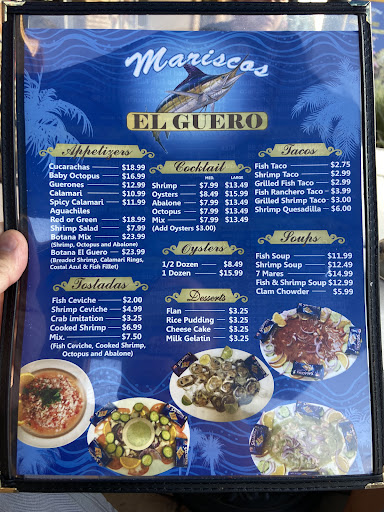 Mariscos
EL GUERO
Appetizers
Cucarachas $18.99
Baby Octopus $16.99
Guerones $12.99
Calamari $10.99
Spicy Calamari $11.99
Aguachiles
Red or Green $18.99
Shrimp Salad $7.99
Botana Mix $23.99
(Shrimp, Octopus and Abalone)
Botana El Guero $23.99
(Breaded Shrimp, Calamari Rings,
Costal Azul & Fish Fillet)
Tostadas
Fish Ceviche $2.00
Shrimp Ceviche $4.99
Crab imitation $3.25
Cooked Shrimp $6.99
Mix. $7.50
(Fish Ceviche, Cooked Shrimp,
Octopus and Abalone)
Cocktail
MED. LARGE
Shrimp $7.99 $13.49
Oysters $8.49 $15.99
Abalone $7.99 $13.49
Octopus $7.99 $13.49
Mix $7.99 $13.49
(Add Oysters $3.00)
Oysters
1/2 Dozen $8.49
1 Dozen $15.99
Desserts
Flan $3.25
Rice Pudding $3.25
Cheese Cake $3.25
Milk Gelatin $3.25
Tacos
Fish Taco $2.75
Shrimp Taco $2.99
Grilled Fish Taco $2.99
Fish Ranchero Taco $3.99
Grilled Shrimp Taco $3.00
Shrimp Quesadilla $6.00
Soups
Fish Soup $11.99
Shrimp Soup $12.49
7 Mares $14.99
Fish & Shrimp Soup $12.99
Clam Chowder $5.99